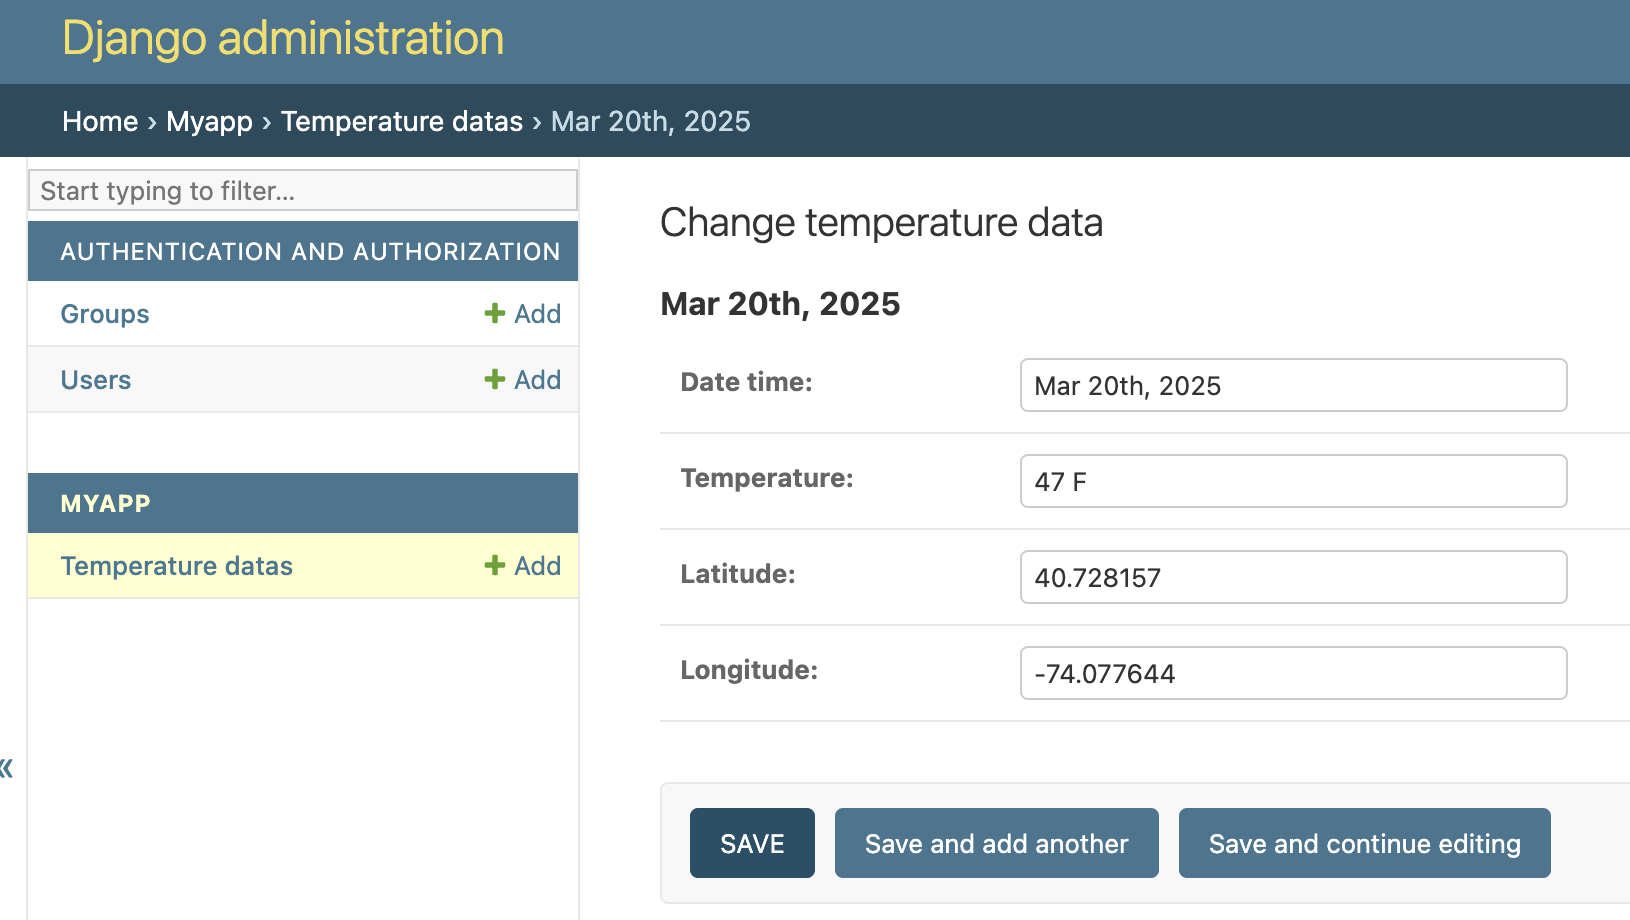 Django administration
Home › Myapp › Temperature datas › Mar 20th, 2025
Start typing to filter...
AUTHENTICATION AND AUTHORIZATION
Groups + Add
Users + Add
MYAPP
Temperature datas + Add
«
Change temperature data
Mar 20th, 2025
Date time: Mar 20th, 2025
Temperature: 47 F
Latitude: 40.728157
Longitude: -74.077644
SAVE Save and add another Save and continue editing